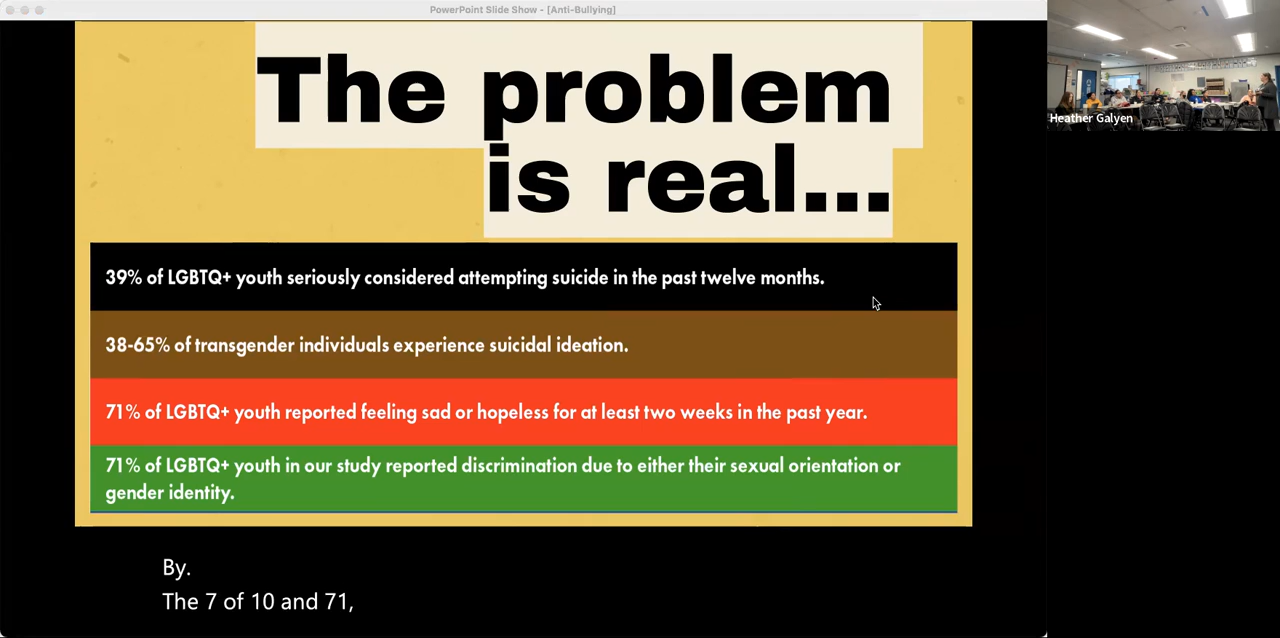 PowerPoint Slide Show - [Anti-Bullying]
The problem
is real...
39% of LGBTQ+ youth seriously considered attempting suicide in the past twelve months.
38-65% of transgender individuals experience suicidal ideation.
71% of LGBTQ+ youth reported feeling sad or hopeless for at least two weeks in the past year.
71% of LGBTQ+ youth in our study reported discrimination due to either their sexual orientation or
gender identity.
By.
The 7 of 10 and 71,
Heather Galyen